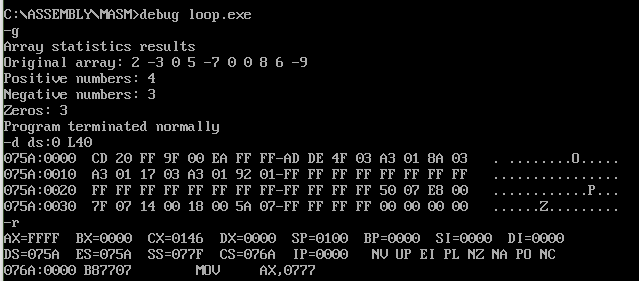 C:\ASSEMBLY\MASM>debug loop.exe
-g
Array statistics results
Original array: 2 -3 0 5 -7 0 0 8 6 -9
Positive numbers: 4
Negative numbers: 3
Zeros: 3
Program terminated normally
-d ds:0 L40
075A:0000  CD 20 FF 9F 00 EA FF FF-AD DE 4F 03 A3 01 8A 03   . ........O.....
075A:0010  A3 01 17 03 A3 01 92 01-FF FF FF FF FF FF FF FF   ................
075A:0020  FF FF FF FF FF FF FF FF-FF FF FF FF 50 07 E8 00   ............P...
075A:0030  7F 07 14 00 18 00 5A 07-FF FF FF FF 00 00 00 00   ......Z.........
-r
AX=FFFF  BX=0000  CX=0146  DX=0000  SP=0100  BP=0000  SI=0000  DI=0000
DS=075A  ES=075A  SS=077F  CS=076A  IP=0000   NV UP EI PL NZ NA PO NC
076A:0000 B87707        MOV     AX,0777